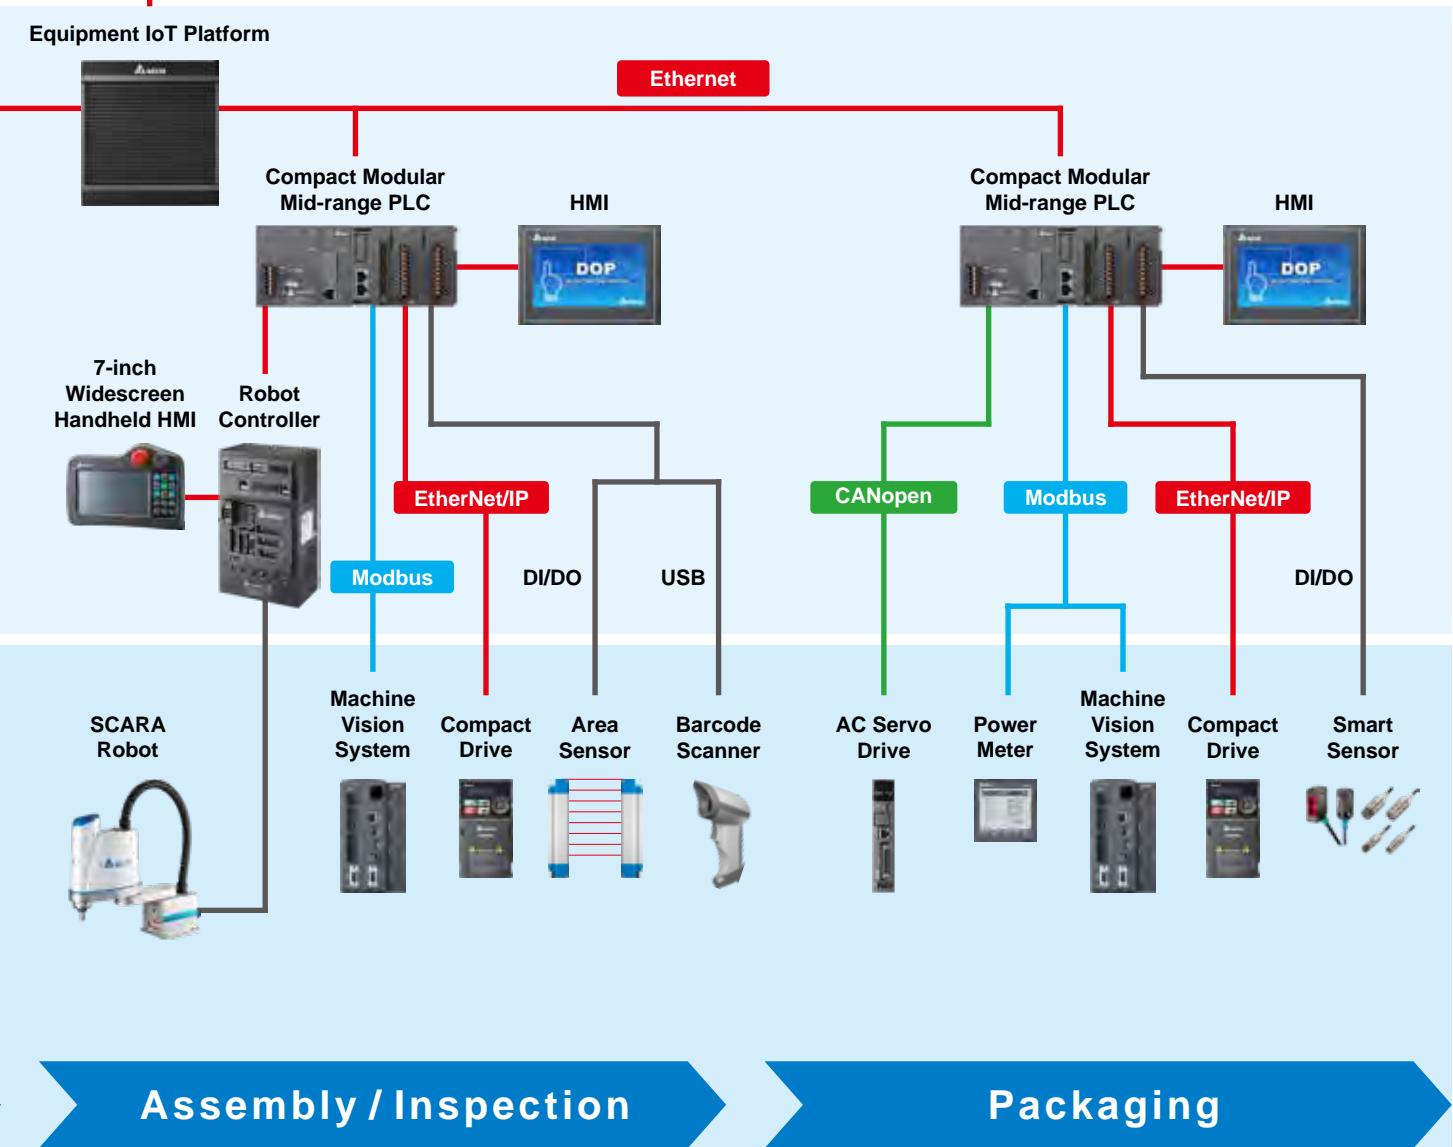 Equipment IoT Platform
Ethernet
Compact Modular
Mid-range PLC
HMI
Compact Modular
Mid-range PLC
HMI
DOP
DOP
7-inch
Widescreen
Handheld HMI
Robot
Controller
EtherNet/IP
CANopen
Modbus
EtherNet/IP
Modbus
DI/DO
USB
DI/DO
SCARA
Robot
Machine
Vision
System
Compact
Drive
Area
Sensor
Barcode
Scanner
AC Servo
Drive
Power
Meter
Machine
Vision
System
Compact
Drive
Smart
Sensor
Assembly / Inspection
Packaging